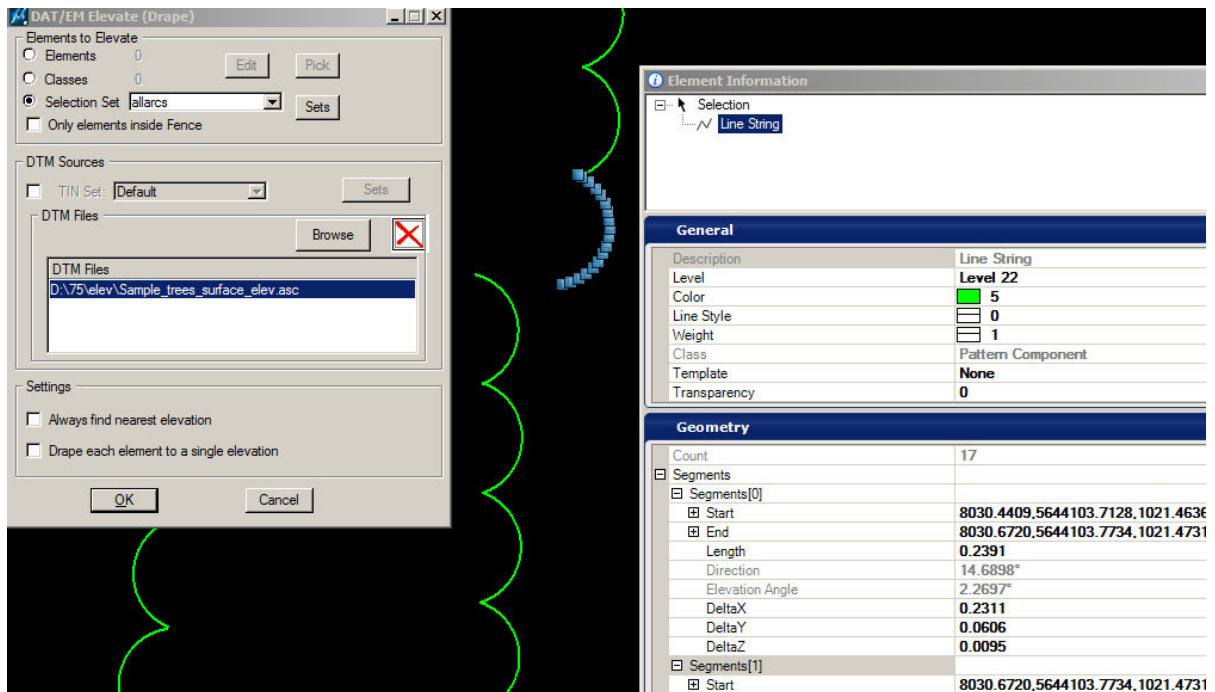 DAT/EM Elevate (Drape)
Elements to Elevate
Elements 0
Edit
Pick
Classes 0
Selection Set allarcs
Sets
Only elements inside Fence
DTM Sources
TIN Set: Default
Sets
DTM Files
Browse
DTM Files
D:\75\elev\Sample_trees_surface_elev.asc
Settings
Always find nearest elevation
Drape each element to a single elevation
OK
Cancel
Element Information
Selection
Line String
General
Description Line String
Level Level 22
Color 5
Line Style 0
Weight 1
Class Pattern Component
Template None
Transparency 0
Geometry
Count 17
Segments
Segments[0]
Start 8030.4409,5644103.7128,1021.4636
End 8030.6720,5644103.7734,1021.4731
Length 0.2391
Direction 14.6898°
Elevation Angle 2.2697°
DeltaX 0.2311
DeltaY 0.0606
DeltaZ 0.0095
Segments[1]
Start 8030.6720,5644103.7734,1021.4731